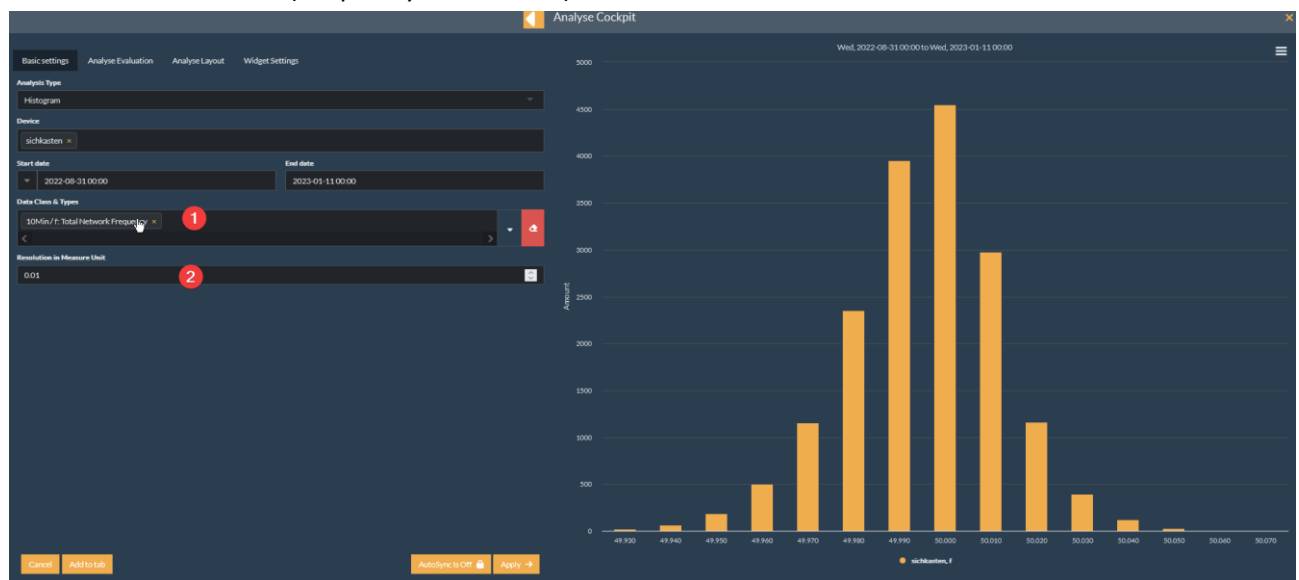 Analyse Cockpit ×
Basic settings Analyse Evaluation Analyse Layout Widget Settings
Analysis Type
Histogram
Device
sichkasten ×
Start date End date
2022-08-31 00:00 2023-01-11 00:00
Data Class & Types
10Min / f: Total Network Frequency × 1
Resolution in Measure Unit
0.01 2
Cancel Add to tab AutoSync Is Off Apply →
Wed, 2022-08-31 00:00 to Wed, 2023-01-11 00:00
5000
4500
4000
3500
3000
2500
2000
1500
1000
500
0
Amount
49.930 49.940 49.950 49.960 49.970 49.980 49.990 50.000 50.010 50.020 50.030 50.040 50.050 50.060 50.070
sichkasten, f